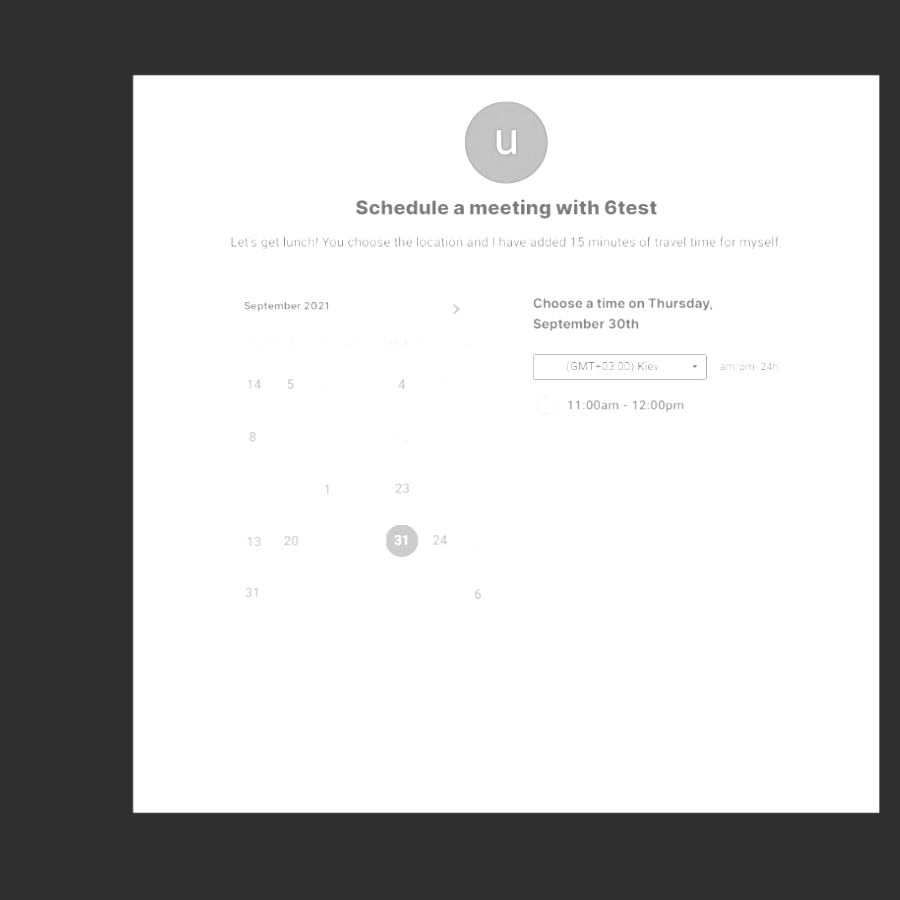 u
Schedule a meeting with 6test
Let's get lunch! You choose the location and I have added 15 minutes of travel time for myself.
September 2021
14 5 4
8
1 23
13 20 31 24
31 6
Choose a time on Thursday,
September 30th
(GMT+03:00) Kiev am/pm 24h
11:00am - 12:00pm